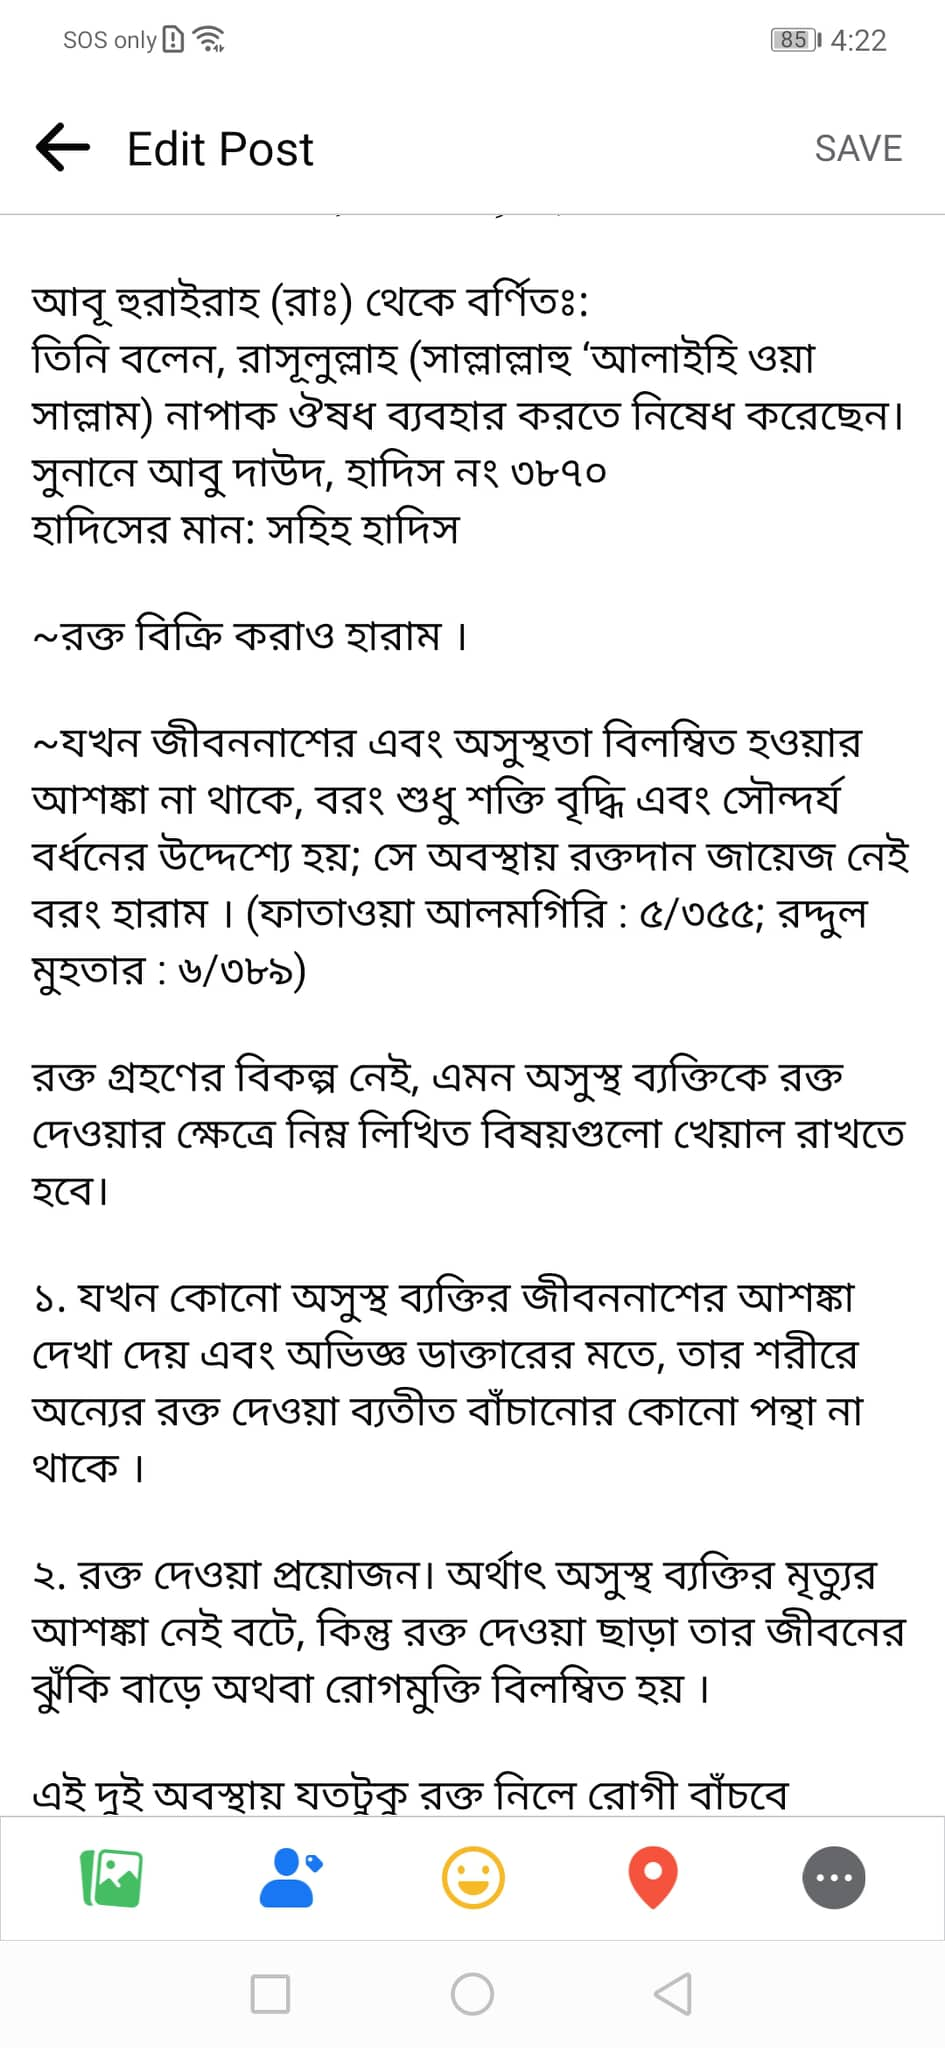 SOS only
85 4:22
Edit Post
SAVE
আবূ হুরাইরাহ (রাঃ) থেকে বর্ণিতঃ:
তিনি বলেন, রাসূলুল্লাহ (সাল্লাল্লাহু ‘আলাইহি ওয়া
সাল্লাম) নাপাক ঔষধ ব্যবহার করতে নিষেধ করেছেন।
সুনানে আবু দাউদ, হাদিস নং ৩৮৭০
হাদিসের মান: সহিহ হাদিস
~রক্ত বিক্রি করাও হারাম ।
~যখন জীবননাশের এবং অসুস্থতা বিলম্বিত হওয়ার
আশঙ্কা না থাকে, বরং শুধু শক্তি বৃদ্ধি এবং সৌন্দর্য
বর্ধনের উদ্দেশ্যে হয়; সে অবস্থায় রক্তদান জায়েজ নেই
বরং হারাম । (ফাতাওয়া আলমগিরি : ৫/৩৫৫; রদ্দুল
মুহতার : ৬/৩৮৯)
রক্ত গ্রহণের বিকল্প নেই, এমন অসুস্থ ব্যক্তিকে রক্ত
দেওয়ার ক্ষেত্রে নিম্ন লিখিত বিষয়গুলো খেয়াল রাখতে
হবে।
১. যখন কোনো অসুস্থ ব্যক্তির জীবননাশের আশঙ্কা
দেখা দেয় এবং অভিজ্ঞ ডাক্তারের মতে, তার শরীরে
অন্যের রক্ত দেওয়া ব্যতীত বাঁচানোর কোনো পন্থা না
থাকে ।
২. রক্ত দেওয়া প্রয়োজন। অর্থাৎ অসুস্থ ব্যক্তির মৃত্যুর
আশঙ্কা নেই বটে, কিন্তু রক্ত দেওয়া ছাড়া তার জীবনের
ঝুঁকি বাড়ে অথবা রোগমুক্তি বিলম্বিত হয় ।
এই দুই অবস্থায় যতটুকু রক্ত নিলে রোগী বাঁচবে